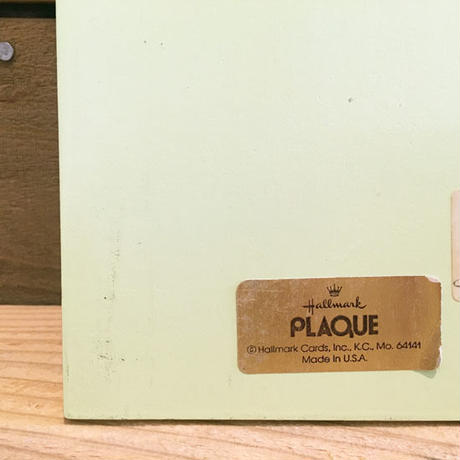 Hallmark
PLAQUE
© Hallmark Cards, Inc., K.C., Mo. 64141
Made in U.S.A.